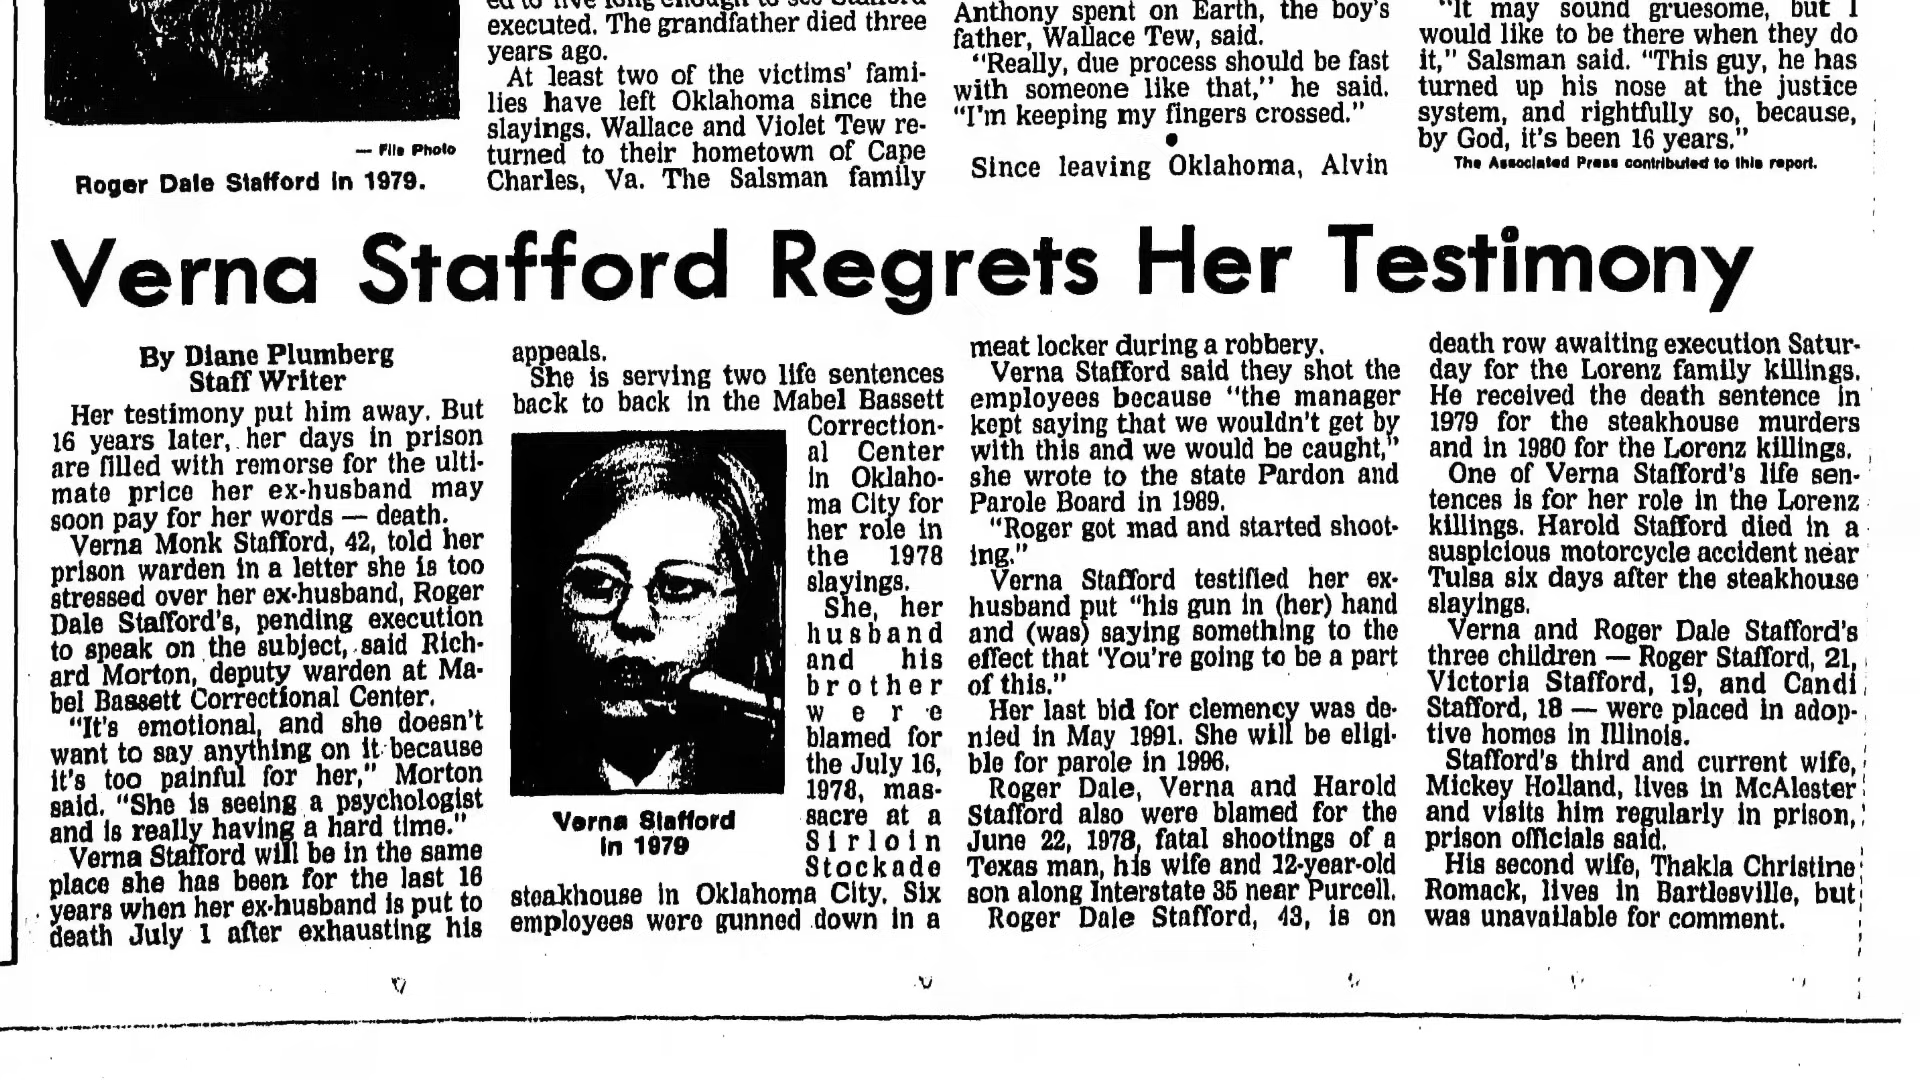 executed. The grandfather died three
years ago.
At least two of the victims' fami-
lies have left Oklahoma since the
slayings. Wallace and Violet Tew re-
turned to their hometown of Cape
Charles, Va. The Salsman family
Anthony spent on Earth, the boy's
father, Wallace Tew, said.
"Really, due process should be fast
with someone like that," he said.
"I'm keeping my fingers crossed."
●
Since leaving Oklahoma, Alvin
"It may sound gruesome, but I
would like to be there when they do
it," Salsman said. "This guy, he has
turned up his nose at the justice
system, and rightfully so, because,
by God, it's been 16 years."
The Associated Press contributed to this report.
— File Photo
Roger Dale Stafford in 1979.
Verna Stafford Regrets Her Testimony
By Diane Plumberg
Staff Writer
Her testimony put him away. But
16 years later, her days in prison
are filled with remorse for the ulti-
mate price her ex-husband may
soon pay for her words — death.
Verna Monk Stafford, 42, told her
prison warden in a letter she is too
stressed over her ex-husband, Roger
Dale Stafford's, pending execution
to speak on the subject, said Rich-
ard Morton, deputy warden at Ma-
bel Bassett Correctional Center.
"It's emotional, and she doesn't
want to say anything on it because
it's too painful for her," Morton
said. "She is seeing a psychologist
and is really having a hard time."
Verna Stafford will be in the same
place she has been for the last 16
years when her ex-husband is put to
death July 1 after exhausting his
appeals.
She is serving two life sentences
back to back in the Mabel Bassett
Correction-
al Center
in Oklaho-
ma City for
her role in
the 1978
slayings.
She, her
husband
and his
brother
were
blamed for
the July 16,
1978, mas-
sacre at a
Sirloin
Stockade
Verna Stafford
in 1979
steakhouse in Oklahoma City. Six
employees were gunned down in a
meat locker during a robbery.
Verna Stafford said they shot the
employees because "the manager
kept saying that we wouldn't get by
with this and we would be caught,"
she wrote to the state Pardon and
Parole Board in 1989.
"Roger got mad and started shoot-
ing."
Verna Stafford testified her ex-
husband put "his gun in (her) hand
and (was) saying something to the
effect that 'You're going to be a part
of this."
Her last bid for clemency was de-
nied in May 1991. She will be eligi-
ble for parole in 1996.
Roger Dale, Verna and Harold
Stafford also were blamed for the
June 22, 1978, fatal shootings of a
Texas man, his wife and 12-year-old
son along Interstate 35 near Purcell.
Roger Dale Stafford, 43, is on
death row awaiting execution Satur-
day for the Lorenz family killings.
He received the death sentence in
1979 for the steakhouse murders
and in 1980 for the Lorenz killings.
One of Verna Stafford's life sen-
tences is for her role in the Lorenz
killings. Harold Stafford died in a
suspicious motorcycle accident near
Tulsa six days after the steakhouse
slayings.
Verna and Roger Dale Stafford's
three children — Roger Stafford, 21,
Victoria Stafford, 19, and Candi
Stafford, 18 — were placed in adop-
tive homes in Illinois.
Stafford's third and current wife,
Mickey Holland, lives in McAlester
and visits him regularly in prison,
prison officials said.
His second wife, Thakla Christine
Romack, lives in Bartlesville, but
was unavailable for comment.